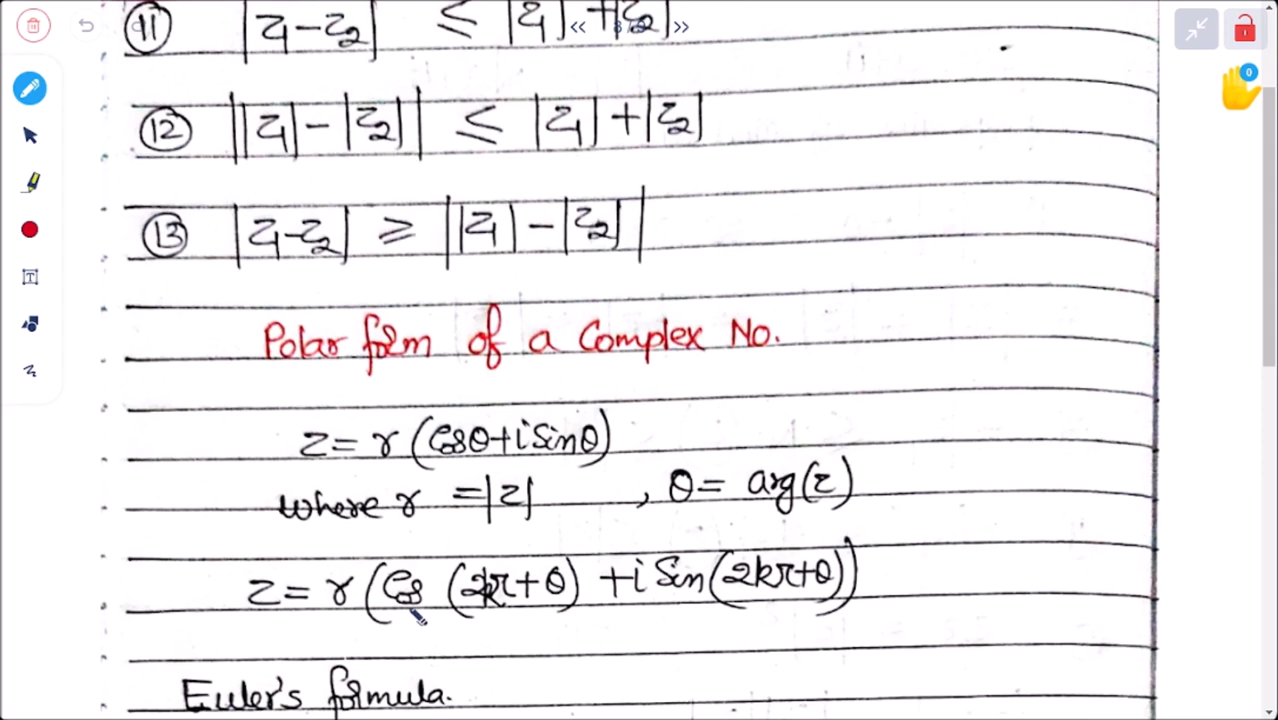 ⑪ |z₁-z₂| ≤ |z₁|+|z₂|
⑫ ||z₁|-|z₂|| ≤ |z₁|+|z₂|
⑬ |z₁-z₂| ≥ ||z₁|-|z₂||
Polar form of a Complex No.
z = r (Cosθ+i Sinθ)
where r = |z| , θ = arg(z)
z = r (Cos (2kπ+θ) + i Sin (2kπ+θ))
Euler's formula.